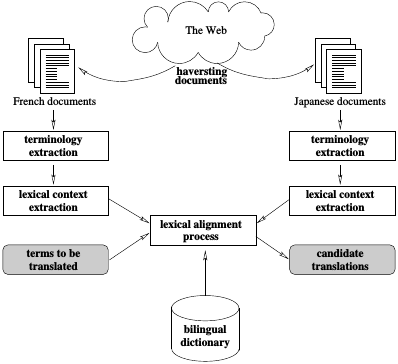 The Web
haversting
documents
French documents
Japanese documents
terminology
extraction
terminology
extraction
lexical context
extraction
lexical context
extraction
lexical alignment
process
terms to be
translated
candidate
translations
bilingual
dictionary